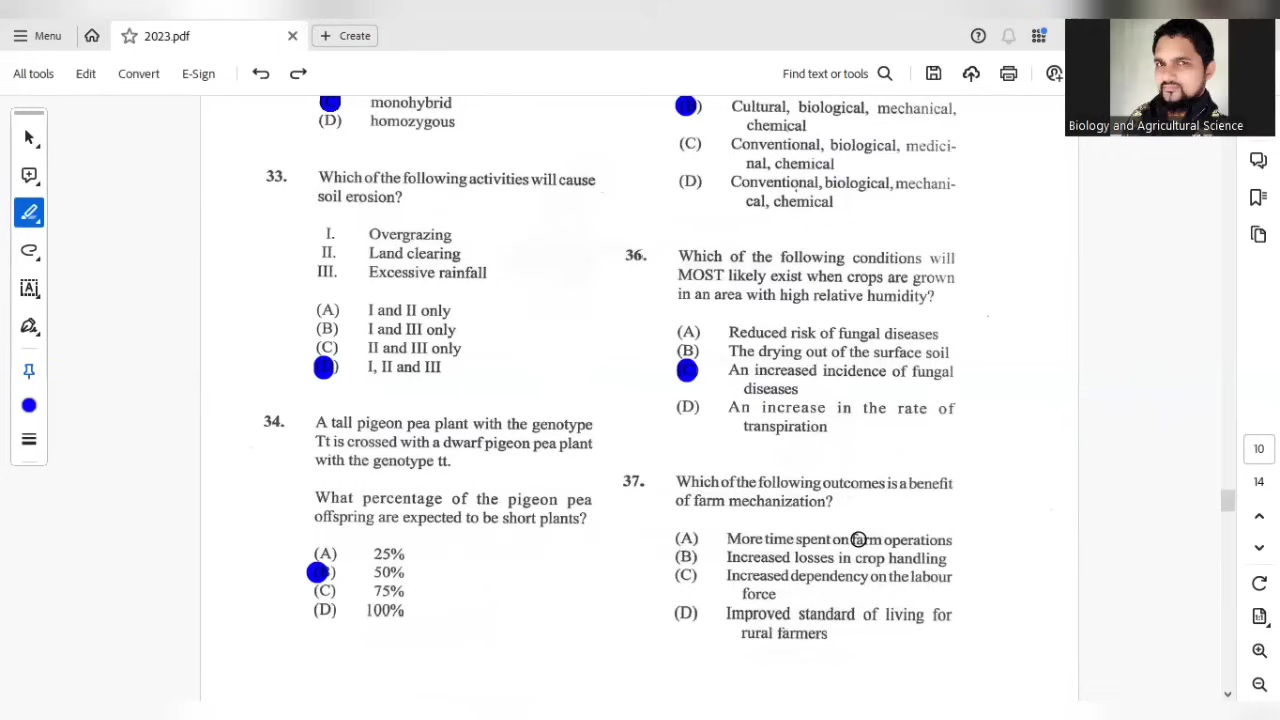 Menu
2023.pdf
Create
All tools
Edit
Convert
E-Sign
Find text or tools
Biology and Agricultural Science
monohybrid
(D) homozygous
33. Which of the following activities will cause
soil erosion?
I. Overgrazing
II. Land clearing
III. Excessive rainfall
(A) I and II only
(B) I and III only
(C) II and III only
I, II and III
34. A tall pigeon pea plant with the genotype
Tt is crossed with a dwarf pigeon pea plant
with the genotype tt.
What percentage of the pigeon pea
offspring are expected to be short plants?
(A) 25%
50%
(C) 75%
(D) 100%
Cultural, biological, mechanical,
chemical
(C) Conventional, biological, medici-
nal, chemical
(D) Conventional, biological, mechani-
cal, chemical
36. Which of the following conditions will
MOST likely exist when crops are grown
in an area with high relative humidity?
(A) Reduced risk of fungal diseases
(B) The drying out of the surface soil
An increased incidence of fungal
diseases
(D) An increase in the rate of
transpiration
37. Which of the following outcomes is a benefit
of farm mechanization?
(A) More time spent on farm operations
(B) Increased losses in crop handling
(C) Increased dependency on the labour
force
(D) Improved standard of living for
rural farmers
10
14